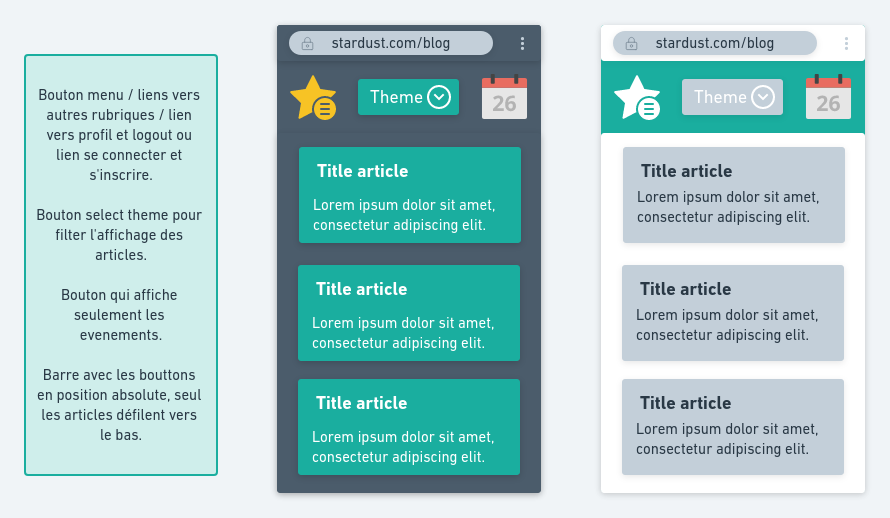 Bouton menu / liens vers
autres rubriques / lien
vers profil et logout ou
lien se connecter et
s'inscrire.
Bouton select theme pour
filter l'affichage des
articles.
Bouton qui affiche
seulement les
evenements.
Barre avec les bouttons
en position absolute, seul
les articles défilent vers
le bas.
stardust.com/blog
Theme
26
Title article
Lorem ipsum dolor sit amet,
consectetur adipiscing elit.
Title article
Lorem ipsum dolor sit amet,
consectetur adipiscing elit.
Title article
Lorem ipsum dolor sit amet,
consectetur adipiscing elit.
stardust.com/blog
Theme
26
Title article
Lorem ipsum dolor sit amet,
consectetur adipiscing elit.
Title article
Lorem ipsum dolor sit amet,
consectetur adipiscing elit.
Title article
Lorem ipsum dolor sit amet,
consectetur adipiscing elit.